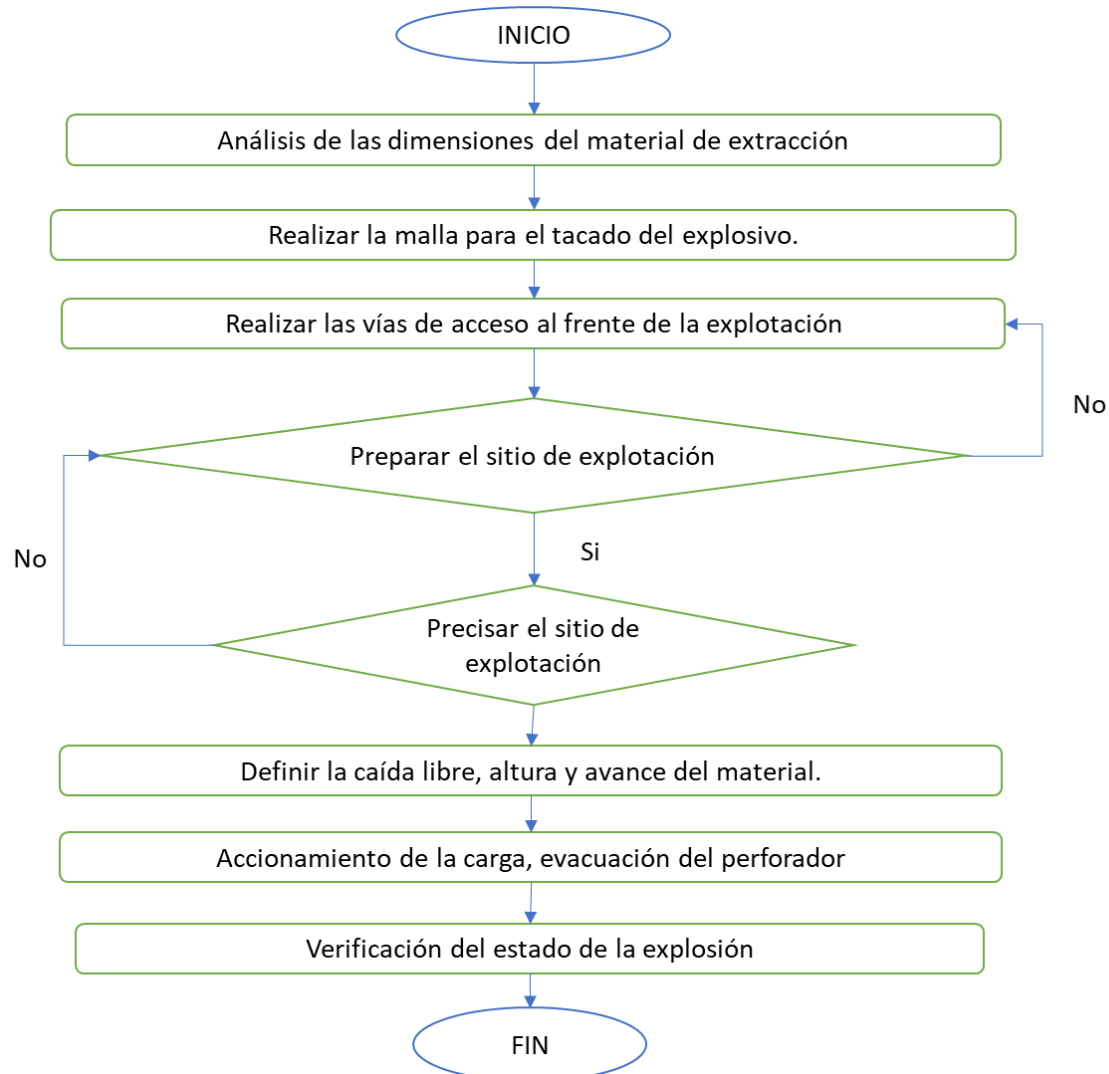 INICIO
Análisis de las dimensiones del material de extracción
Realizar la malla para el tacado del explosivo.
Realizar las vías de acceso al frente de la explotación
No
Preparar el sitio de explotación
No
Si
Precisar el sitio de
explotación
Definir la caída libre, altura y avance del material.
Accionamiento de la carga, evacuación del perforador
Verificación del estado de la explosión
FIN